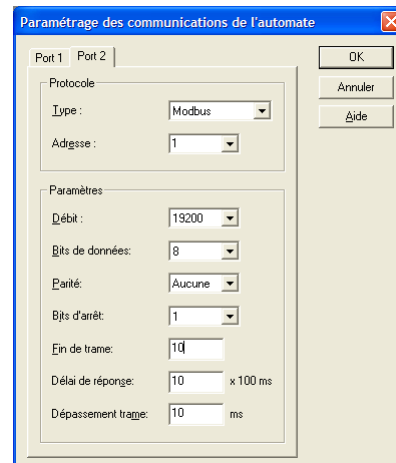 Paramétrage des communications de l'automate
Port 1 Port 2
OK
Annuler
Aide
Protocole
Type : Modbus
Adresse : 1
Paramètres
Débit : 19200
Bits de données: 8
Parité: Aucune
Bits d'arrêt: 1
Fin de trame: 10
Délai de réponse: 10 x 100 ms
Dépassement trame: 10 ms